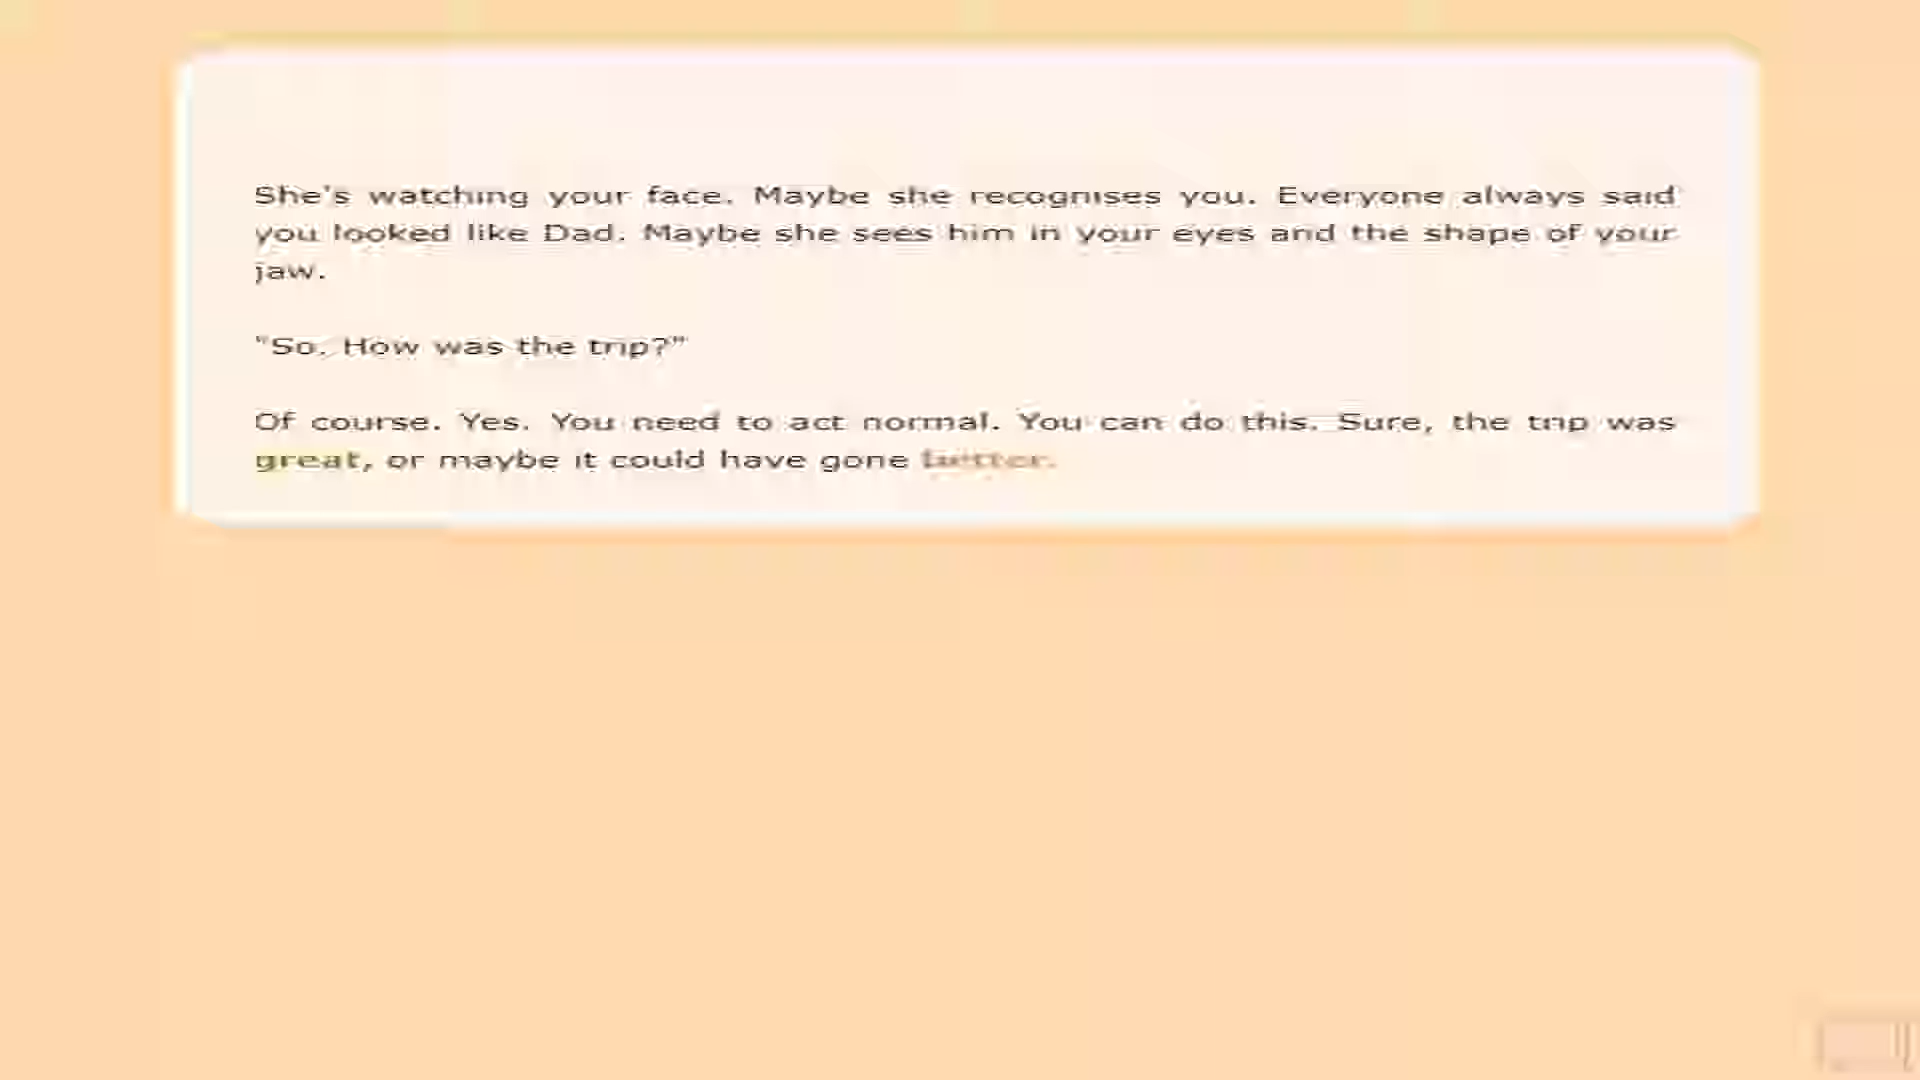 She's watching your face. Maybe she recognises you. Everyone always said
you looked like Dad. Maybe she sees him in your eyes and the shape of your
jaw.
"So. How was the trip?"
Of course. Yes. You need to act normal. You can do this. Sure, the trip was
great, or maybe it could have gone better.